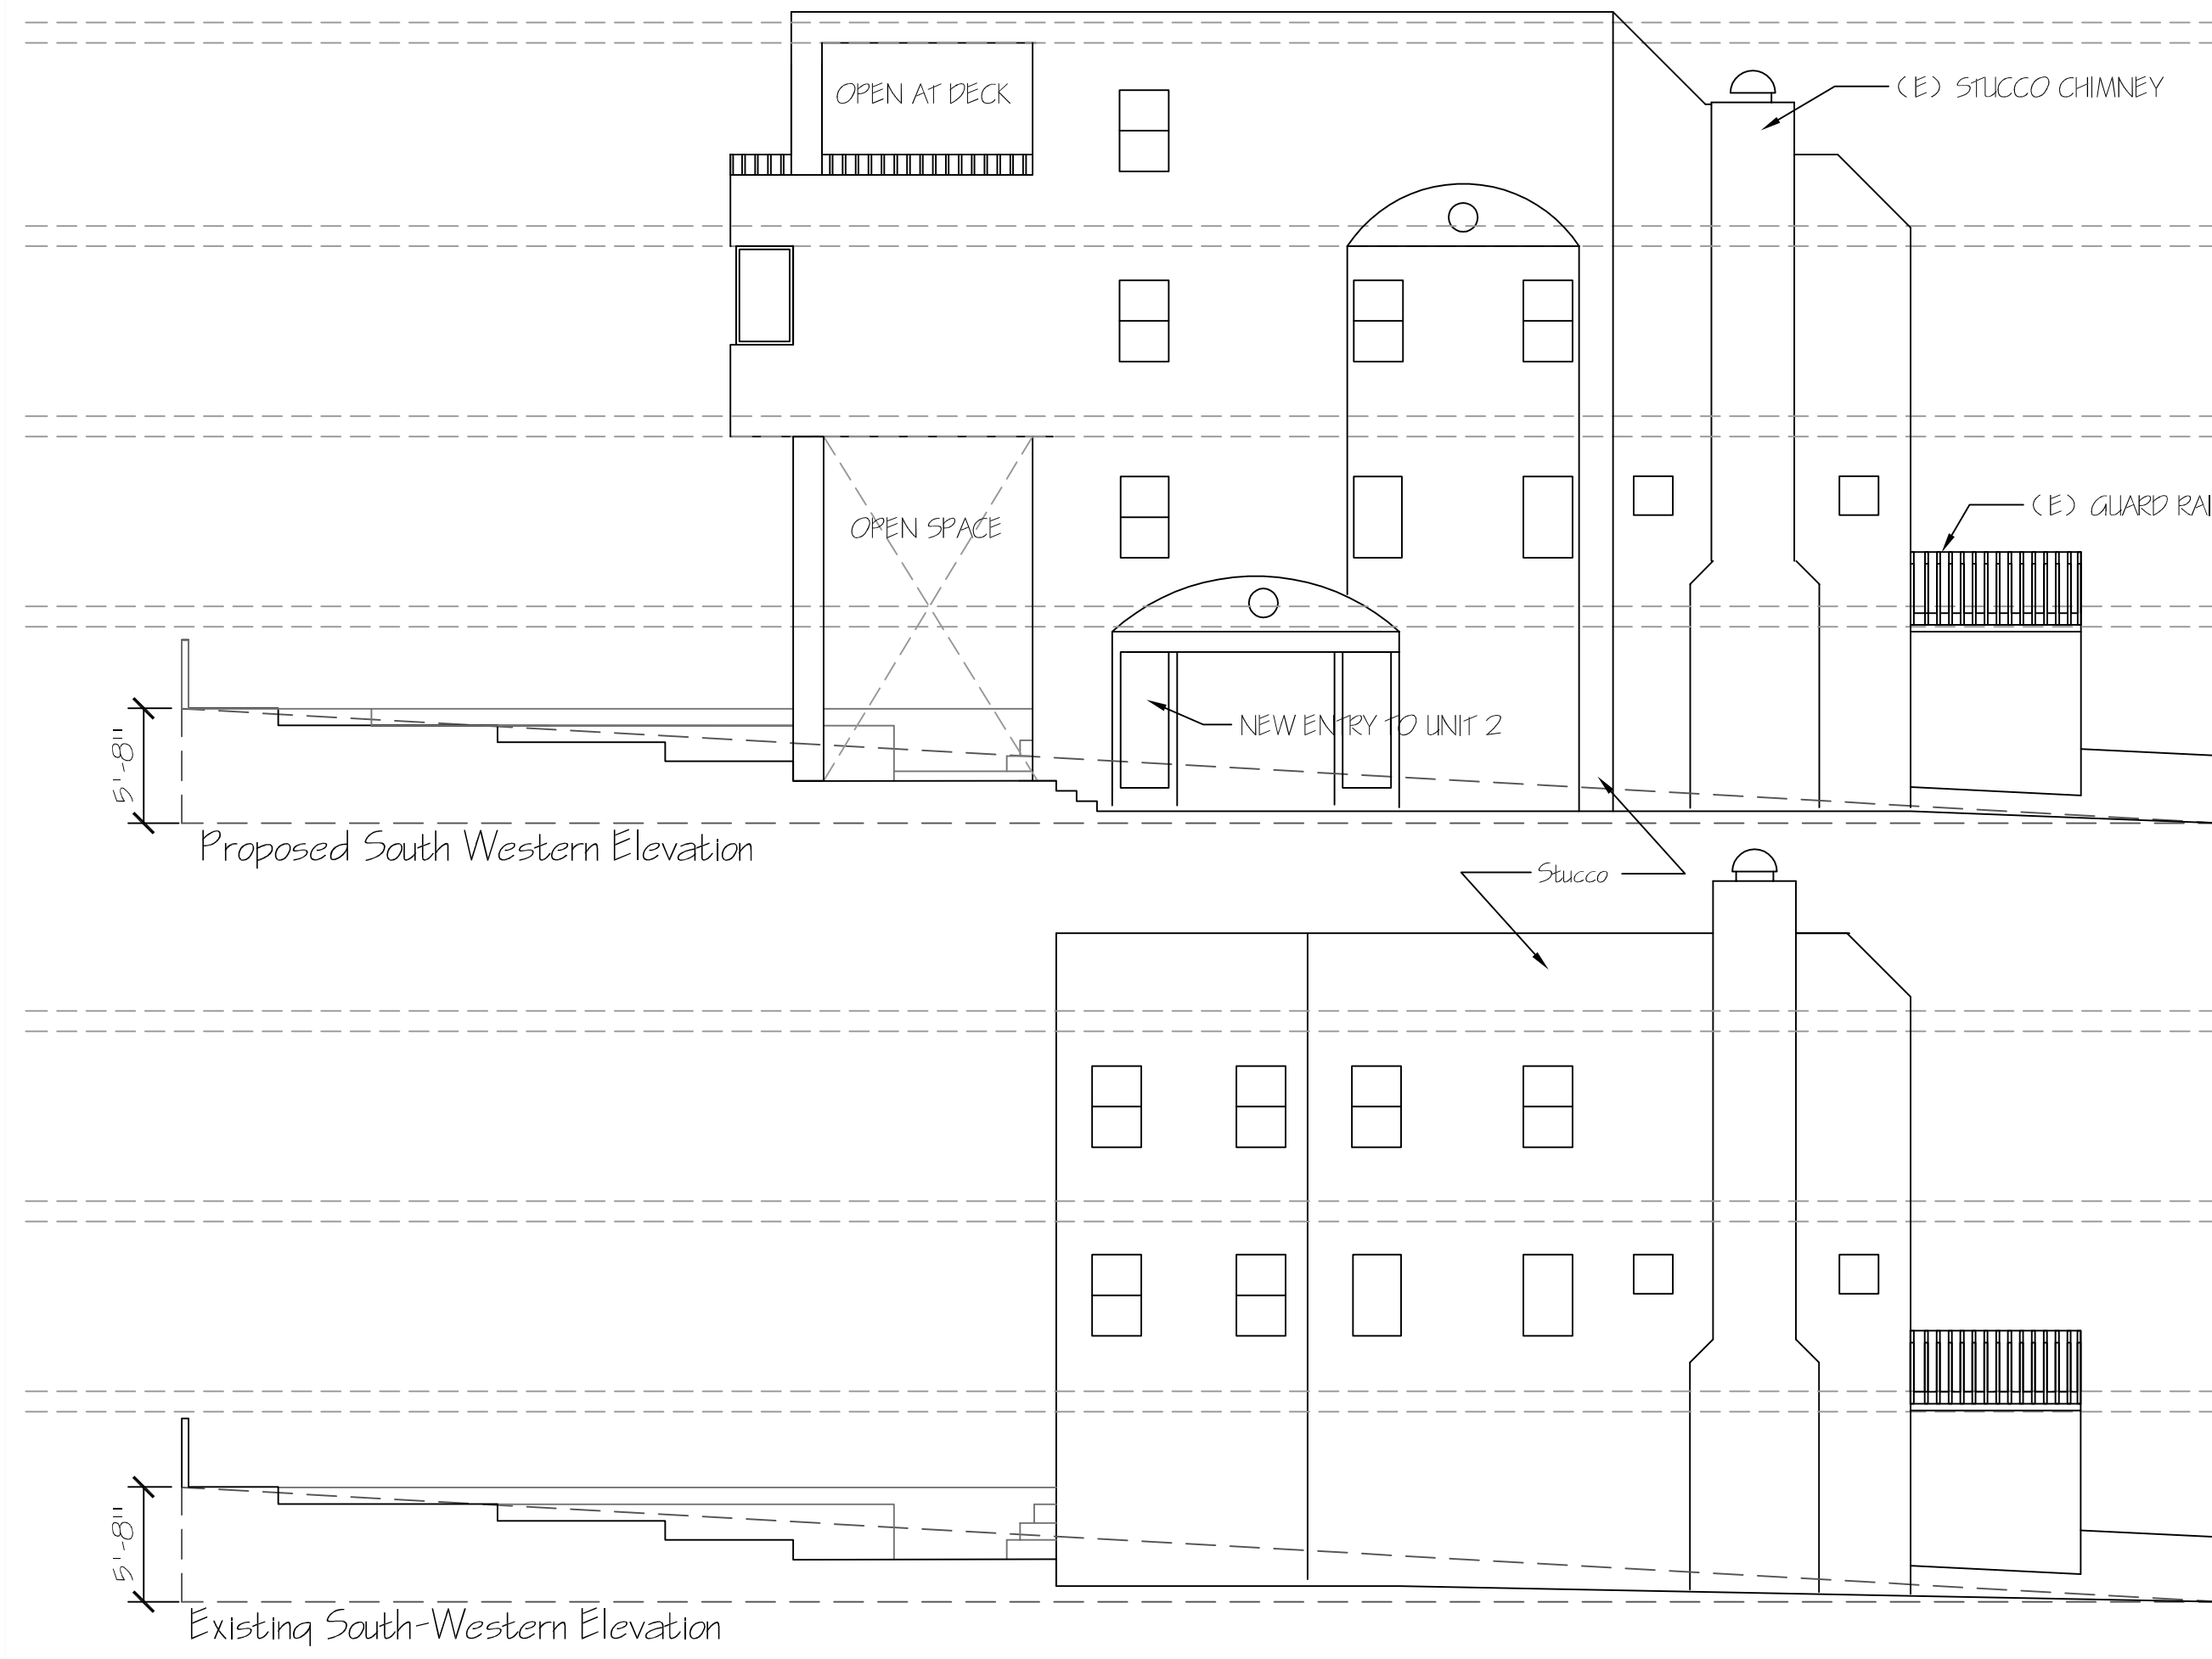 OPEN AT DECK
(E) STUCCO CHIMNEY
OPEN SPACE
(E) GUARD RAI
NEW ENTRY TO UNIT 2
5'-8"
Proposed South Western Elevation
Stucco
5'-8"
Existing South-Western Elevation